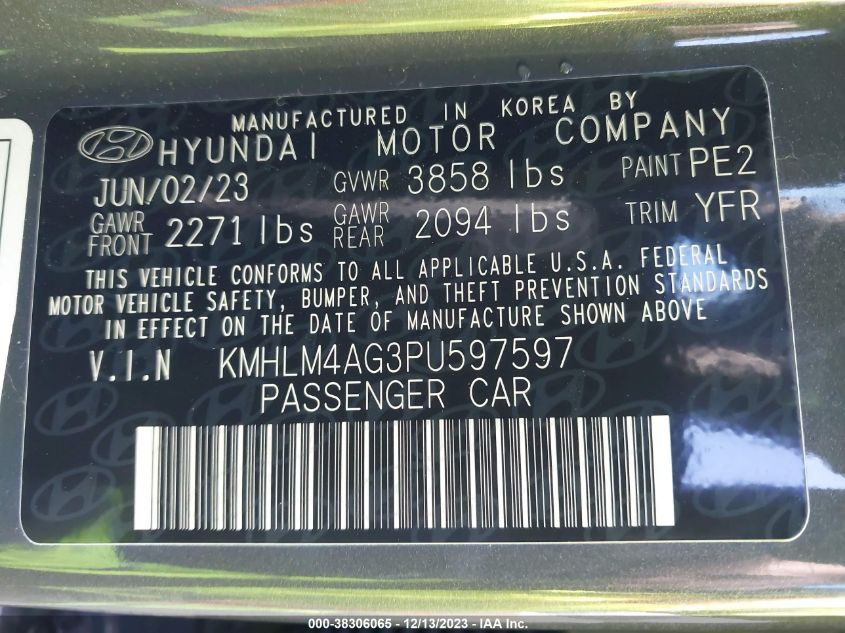 MANUFACTURED IN KOREA BY
HYUNDAI MOTOR COMPANY
JUN/02/23 GVWR 3858 lbs PAINT PE2
GAWR FRONT 2271 lbs GAWR REAR 2094 lbs TRIM YFR
THIS VEHICLE CONFORMS TO ALL APPLICABLE U.S.A. FEDERAL
MOTOR VEHICLE SAFETY, BUMPER, AND THEFT PREVENTION STANDARDS
IN EFFECT ON THE DATE OF MANUFACTURE SHOWN ABOVE
V.I.N KMHLM4AG3PU597597
PASSENGER CAR
000-38306065 - 12/13/2023 - IAA Inc.